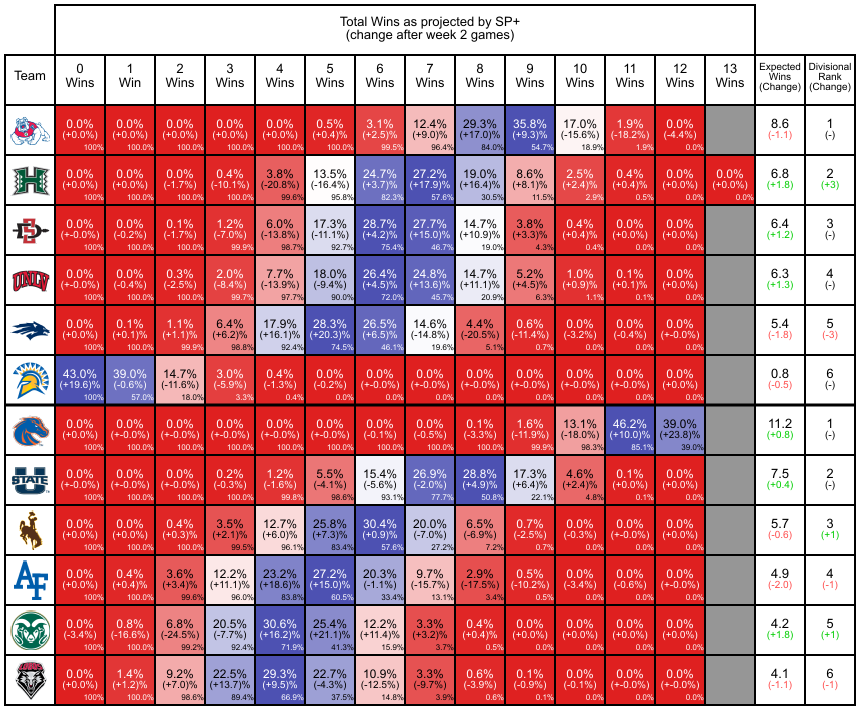 Total Wins as projected by SP+
(change after week 2 games)
Team 0 Wins 1 Win 2 Wins 3 Wins 4 Wins 5 Wins 6 Wins 7 Wins 8 Wins 9 Wins 10 Wins 11 Wins 12 Wins 13 Wins Expected Wins (Change) Divisional Rank (Change)
0.0% 0.0% 0.0% 0.0% 0.0% 0.5% 3.1% 12.4% 29.3% 35.8% 17.0% 1.9% 0.0% 8.6 1
(+0.0%) (+0.0%) (+0.0%) (+0.0%) (+0.0%) (+0.4%) (+2.5%) (+9.0%) (+17.0%) (+9.3%) (-15.6%) (-18.2%) (-4.4%) (-1.1) (-)
100% 100.0% 100.0% 100.0% 100.0% 100.0% 99.5% 96.4% 84.0% 54.7% 18.9% 1.9% 0.0%
H 0.0% 0.0% 0.0% 0.4% 3.8% 13.5% 24.7% 27.2% 19.0% 8.6% 2.5% 0.4% 0.0% 0.0% 6.8 2
(+0.0%) (+0.0%) (-1.7%) (-10.1%) (-20.8%) (-16.4%) (+3.7%) (+17.9%) (+16.4%) (+8.1%) (+2.4%) (+0.4%) (+0.0%) (+0.0%) (+1.8) (+3)
100% 100.0% 100.0% 100.0% 99.6% 95.8% 82.3% 57.6% 30.5% 11.5% 2.9% 0.5% 0.0% 0.0%
0.0% 0.0% 0.1% 1.2% 6.0% 17.3% 28.7% 27.7% 14.7% 3.8% 0.4% 0.0% 0.0% 6.4 3
(+-0.0%) (-0.2%) (-1.7%) (-7.0%) (-13.8%) (-11.1%) (+4.2%) (+15.0%) (+10.9%) (+3.3%) (+0.4%) (+0.0%) (+0.0%) (+1.2) (-)
100% 100.0% 100.0% 99.9% 98.7% 92.7% 75.4% 46.7% 19.0% 4.3% 0.4% 0.0% 0.0%
UNLV 0.0% 0.0% 0.3% 2.0% 7.7% 18.0% 26.4% 24.8% 14.7% 5.2% 1.0% 0.1% 0.0% 6.3 4
(+-0.0%) (-0.4%) (-2.5%) (-8.4%) (-13.9%) (-9.4%) (+4.5%) (+13.6%) (+11.1%) (+4.5%) (+0.9%) (+0.1%) (+0.0%) (+1.3) (-)
100% 100.0% 100.0% 99.7% 97.7% 90.0% 72.0% 45.7% 20.9% 6.3% 1.1% 0.1% 0.0%
0.0% 0.1% 1.1% 6.4% 17.9% 28.3% 26.5% 14.6% 4.4% 0.6% 0.0% 0.0% 0.0% 5.4 5
(+0.0%) (+0.1%) (+1.1%) (+6.2%) (+16.1)% (+20.3%) (+6.5%) (-14.8%) (-20.5%) (-11.4%) (-3.2%) (-0.4%) (+-0.0%) (-1.8) (-3)
100% 100.0% 99.9% 98.8% 92.4% 74.5% 46.1% 19.6% 5.1% 0.7% 0.0% 0.0% 0.0%
43.0% 39.0% 14.7% 3.0% 0.4% 0.0% 0.0% 0.0% 0.0% 0.0% 0.0% 0.0% 0.0% 0.8 6
(+19.6)% (-0.6%) (-11.6%) (-5.9%) (-1.3%) (-0.2%) (+-0.0%) (+-0.0%) (+-0.0%) (+-0.0%) (+-0.0%) (+-0.0%) (+-0.0%) (-0.5) (-)
100% 57.0% 18.0% 3.3% 0.4% 0.0% 0.0% 0.0% 0.0% 0.0% 0.0% 0.0% 0.0%
0.0% 0.0% 0.0% 0.0% 0.0% 0.0% 0.0% 0.0% 0.1% 1.6% 13.1% 46.2% 39.0% 11.2 1
(+0.0%) (+-0.0%) (+-0.0%) (+-0.0%) (+-0.0%) (+-0.0%) (-0.1%) (-0.5%) (-3.3%) (-11.9%) (-18.0%) (+10.0)% (+23.8)% (+0.8) (-)
100% 100.0% 100.0% 100.0% 100.0% 100.0% 100.0% 100.0% 100.0% 99.9% 98.3% 85.1% 39.0%
U STATE 0.0% 0.0% 0.0% 0.2% 1.2% 5.5% 15.4% 26.9% 28.8% 17.3% 4.6% 0.1% 0.0% 7.5 2
(+-0.0%) (+-0.0%) (+-0.0%) (-0.3%) (-1.6%) (-4.1%) (-5.6%) (-2.0%) (+4.9%) (+6.4%) (+2.4%) (+0.0%) (+0.0%) (+0.4) (-)
100% 100.0% 100.0% 100.0% 99.8% 98.6% 93.1% 77.7% 50.8% 22.1% 4.8% 0.1% 0.0%
0.0% 0.0% 0.4% 3.5% 12.7% 25.8% 30.4% 20.0% 6.5% 0.7% 0.0% 0.0% 0.0% 5.7 3
(+0.0%) (+0.0%) (+0.3%) (+2.1%) (+6.0%) (+7.3%) (+0.9%) (-7.0%) (-6.9%) (-2.5%) (-0.3%) (+-0.0%) (+-0.0%) (-0.6) (+1)
100% 100.0% 100.0% 99.5% 96.1% 83.4% 57.6% 27.2% 7.2% 0.7% 0.0% 0.0% 0.0%
AF 0.0% 0.4% 3.6% 12.2% 23.2% 27.2% 20.3% 9.7% 2.9% 0.5% 0.0% 0.0% 0.0% 4.9 4
(+0.0%) (+0.4%) (+3.4%) (+11.1%) (+18.6)% (+15.0%) (-1.1%) (-15.7%) (-17.5%) (-10.2%) (-3.4%) (-0.6%) (+-0.0%) (-2.0) (-1)
100% 100.0% 99.6% 96.0% 83.8% 60.5% 33.4% 13.1% 3.4% 0.5% 0.0% 0.0% 0.0%
0.0% 0.8% 6.8% 20.5% 30.6% 25.4% 12.2% 3.3% 0.4% 0.0% 0.0% 0.0% 0.0% 4.2 5
(-3.4%) (-16.6%) (-24.5%) (-7.7%) (+16.2)% (+21.1%) (+11.4%) (+3.2%) (+0.4%) (+0.0%) (+0.0%) (+0.0%) (+0.0%) (+1.8) (+1)
100% 100.0% 99.2% 92.4% 71.9% 41.3% 15.9% 3.7% 0.5% 0.0% 0.0% 0.0% 0.0%
0.0% 1.4% 9.2% 22.5% 29.3% 22.7% 10.9% 3.3% 0.6% 0.1% 0.0% 0.0% 0.0% 4.1 6
(+0.0%) (+1.2)% (+7.0%) (+13.7)% (+9.5)% (-4.3%) (-12.5%) (-9.7%) (-3.9%) (-0.9%) (-0.1%) (+-0.0%) (+-0.0%) (-1.1) (-1)
100% 100.0% 98.6% 89.4% 66.9% 37.5% 14.8% 3.9% 0.6% 0.1% 0.0% 0.0% 0.0%